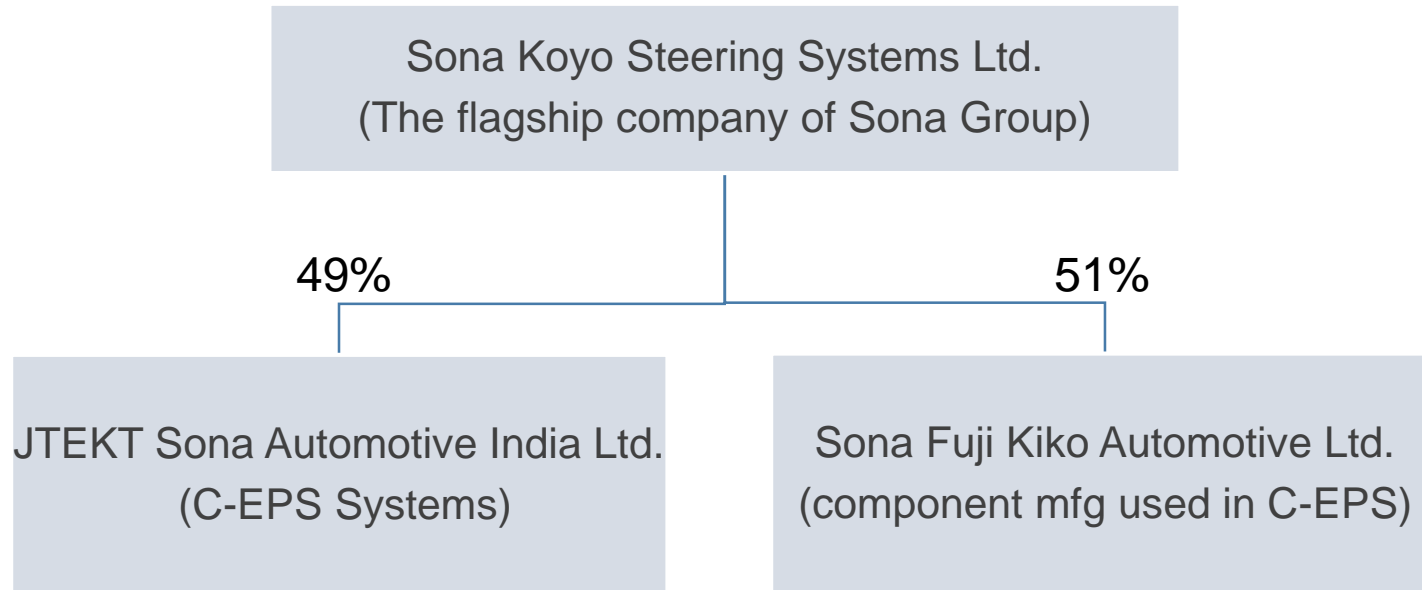 Sona Koyo Steering Systems Ltd.
(The flagship company of Sona Group)
49%
51%
JTEKT Sona Automotive India Ltd.
(C-EPS Systems)
Sona Fuji Kiko Automotive Ltd.
(component mfg used in C-EPS)